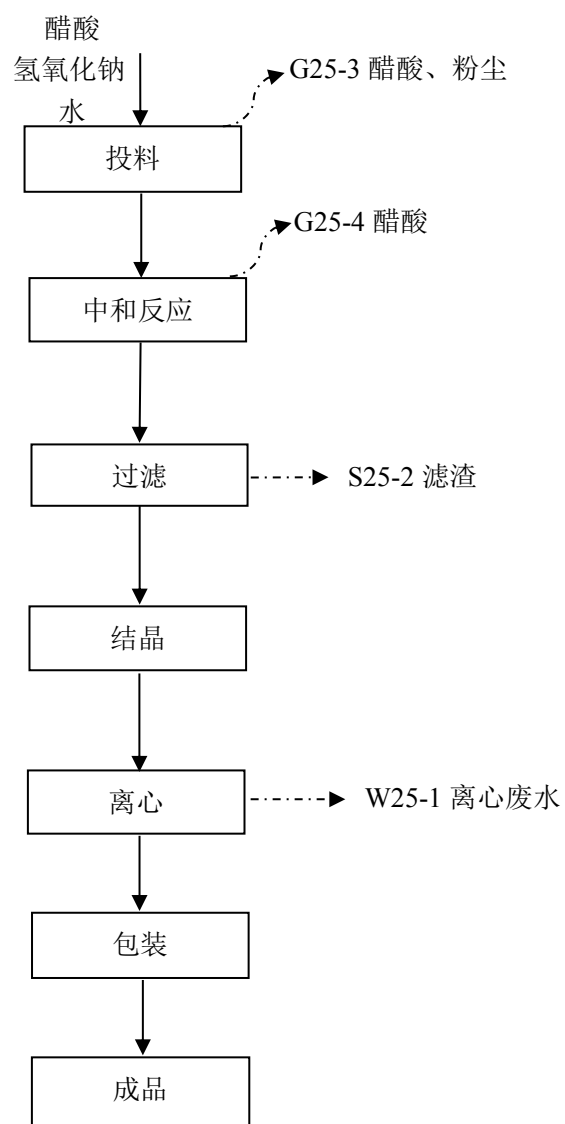 醋酸
氢氧化钠
水
G25-3 醋酸、粉尘
投料
G25-4 醋酸
中和反应
过滤
S25-2 滤渣
结晶
离心
W25-1 离心废水
包装
成品